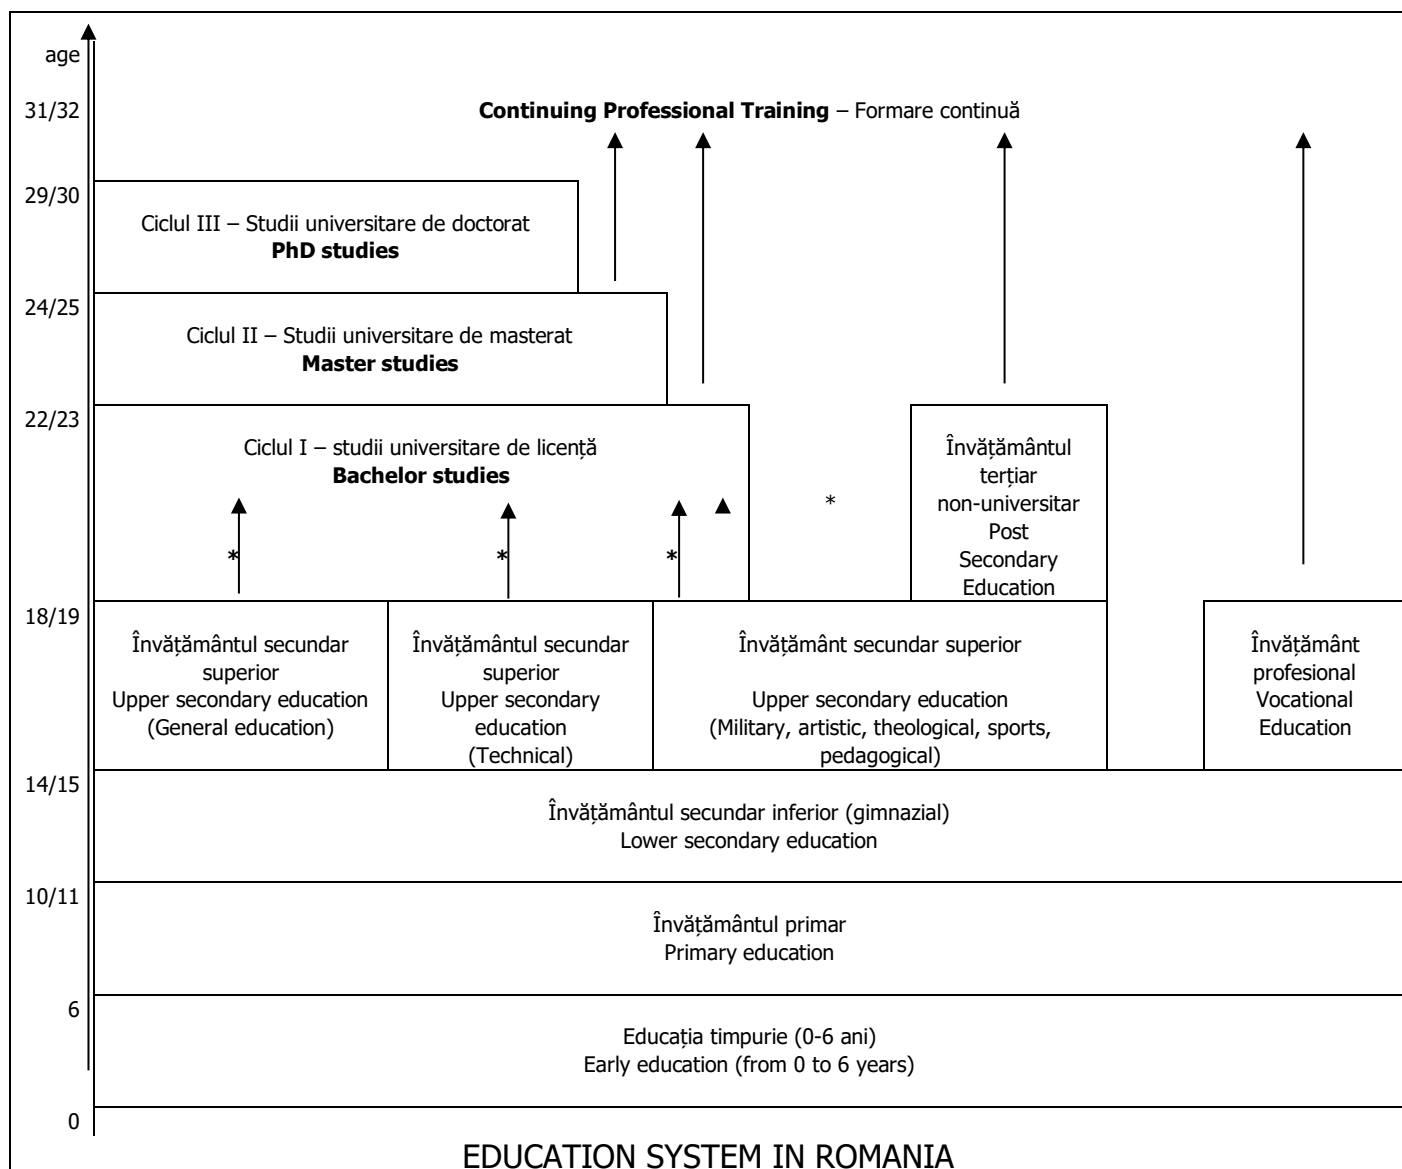 age
31/32
Continuing Professional Training – Formare continuă
29/30
Ciclul III – Studii universitare de doctorat
PhD studies
24/25
Ciclul II – Studii universitare de masterat
Master studies
22/23
Ciclul I – studii universitare de licență
Bachelor studies
Învățământul
terțiar
non-universitar
Post
Secondary
Education
*
*
*
*
18/19
Învățământul secundar
superior
Upper secondary education
(General education)
Învățământul secundar
superior
Upper secondary
education
(Technical)
Învățământ secundar superior
Upper secondary education
(Military, artistic, theological, sports,
pedagogical)
Învățământ
profesional
Vocational
Education
14/15
Învățământul secundar inferior (gimnazial)
Lower secondary education
10/11
Învățământul primar
Primary education
6
Educația timpurie (0-6 ani)
Early education (from 0 to 6 years)
0
EDUCATION SYSTEM IN ROMANIA